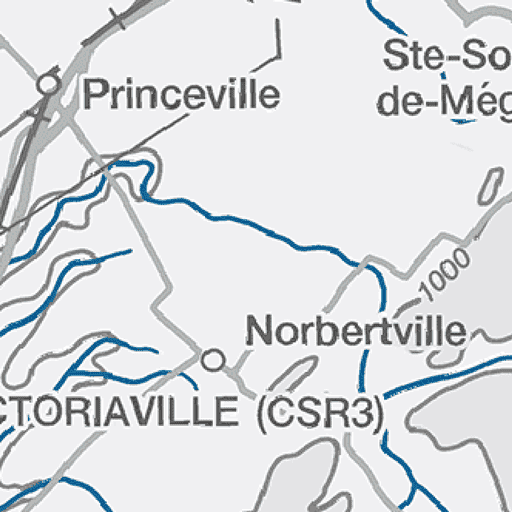 Ste-So
Princeville
de-Még
1000
Norbertville
CTORIAVILLE (CSR3)